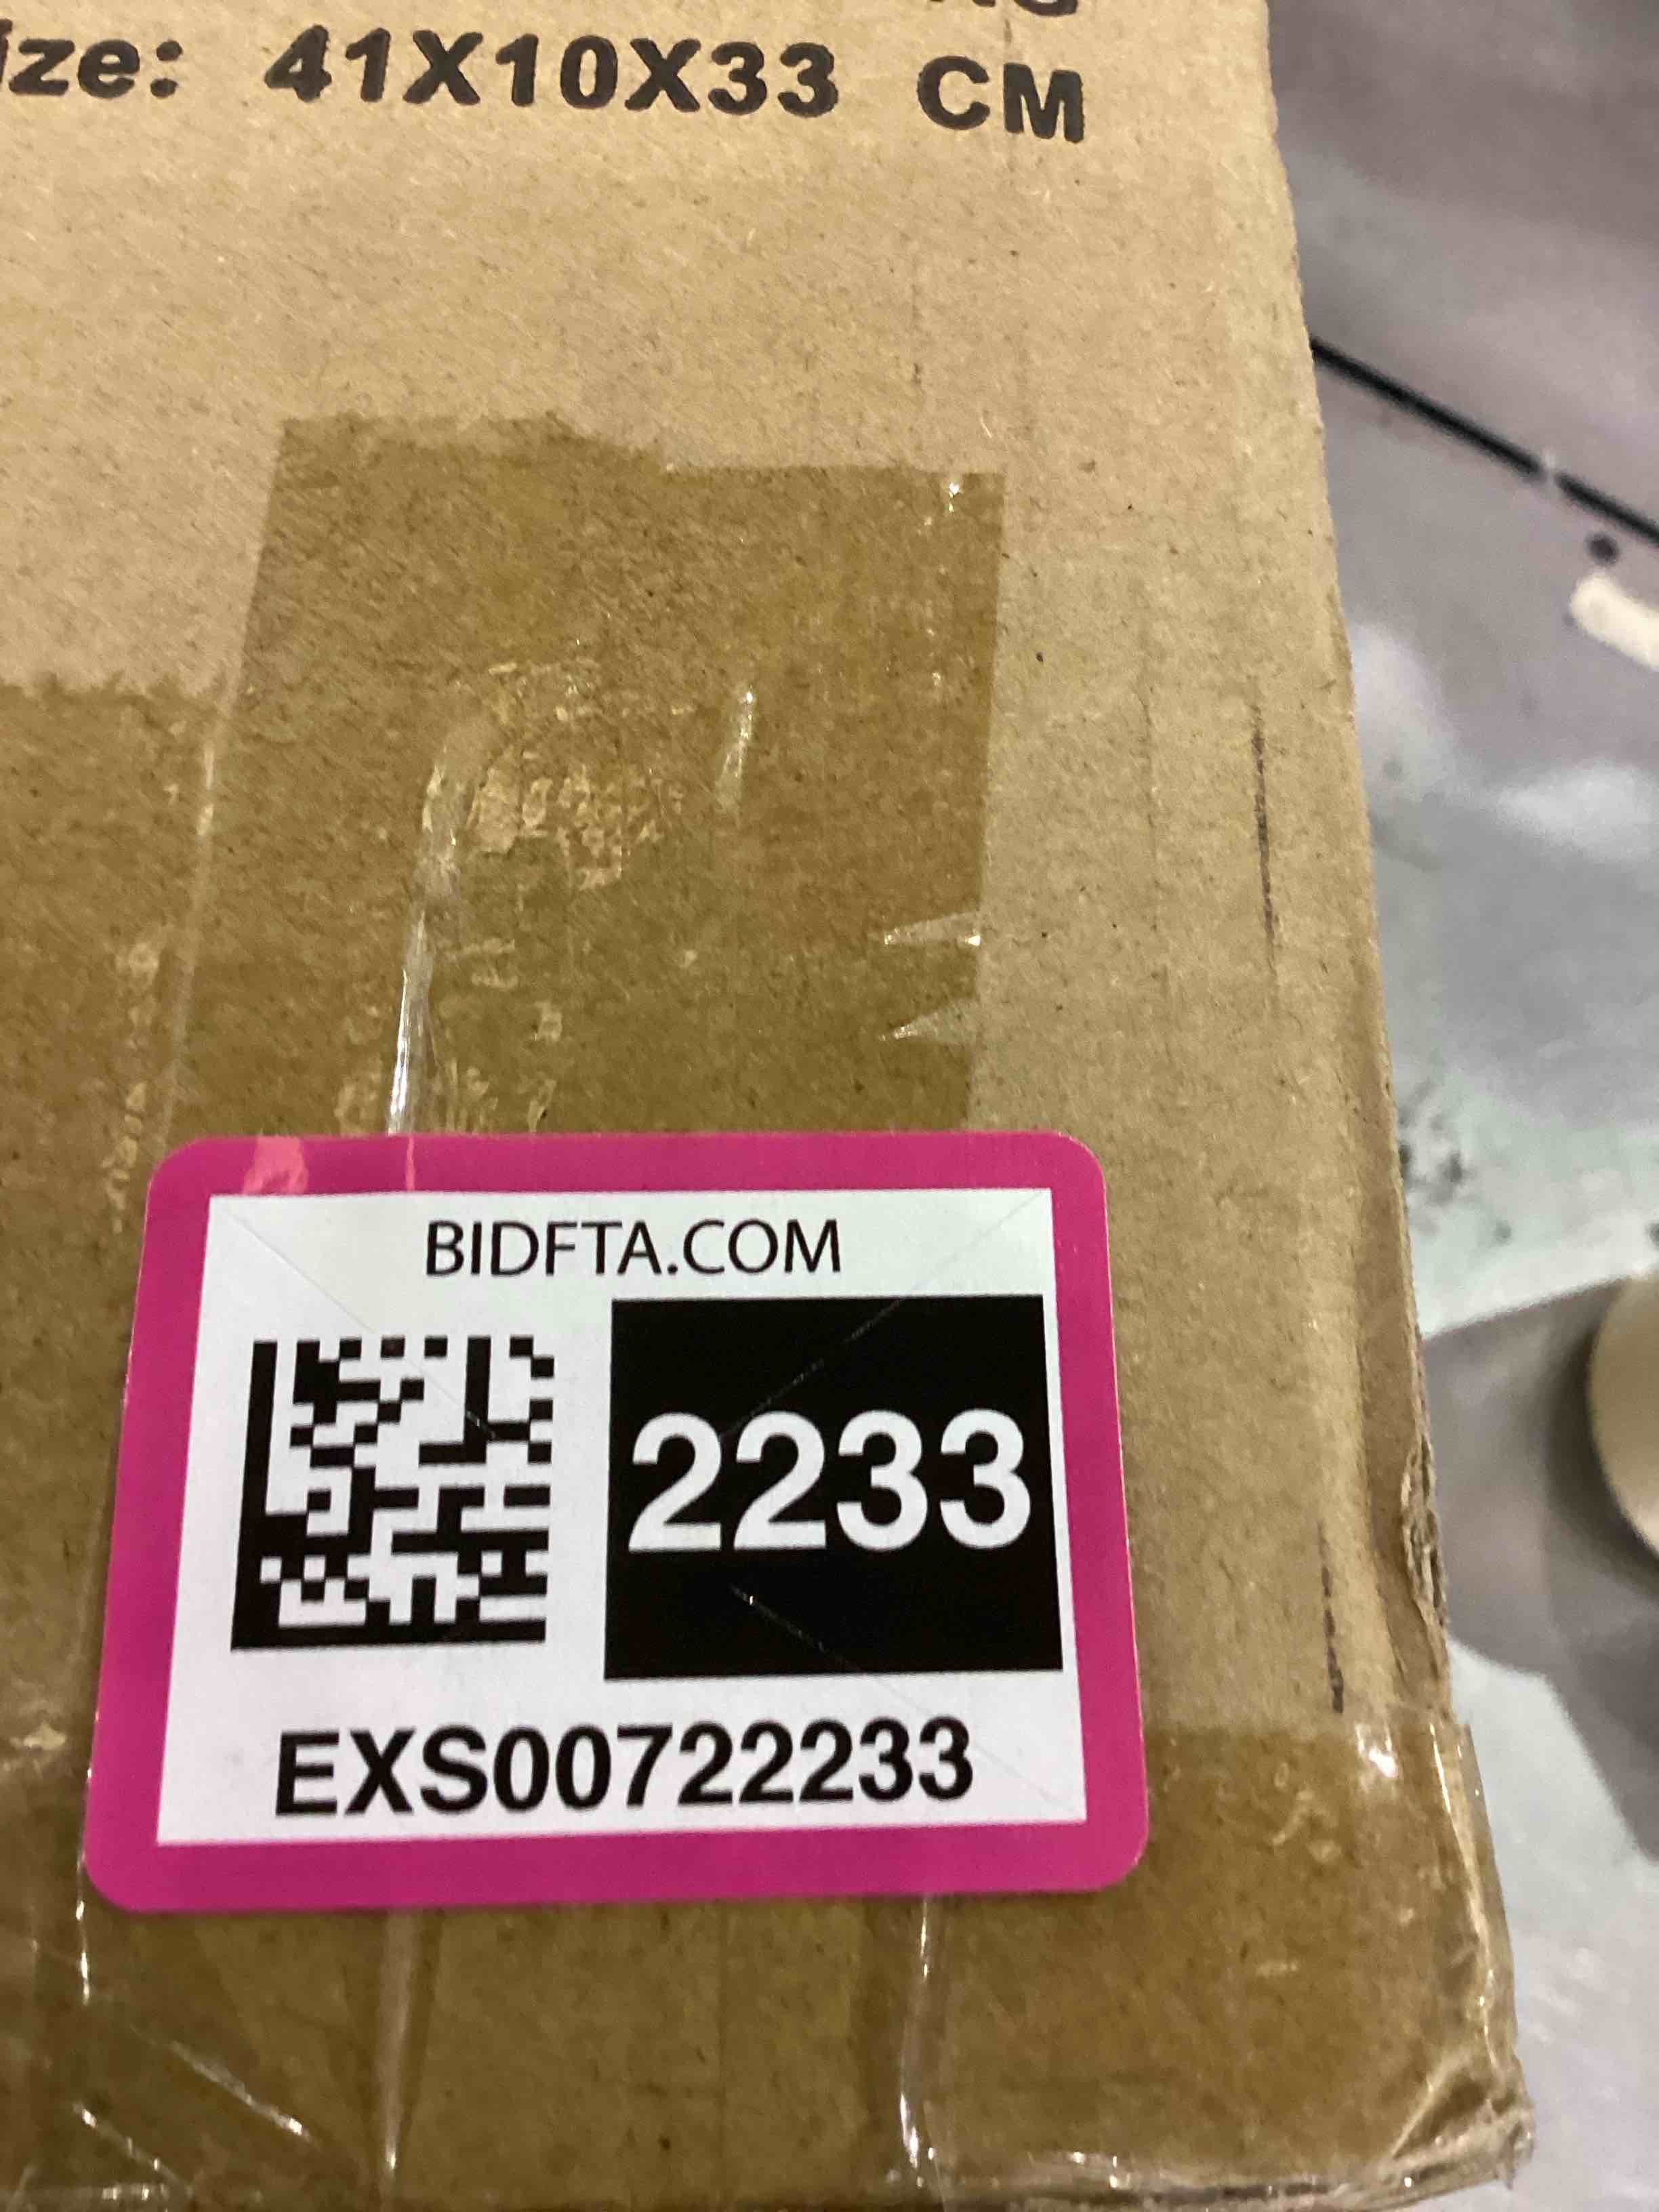 ize: 41X10X33 CM
BIDFTA.COM
2233
EXS00722233